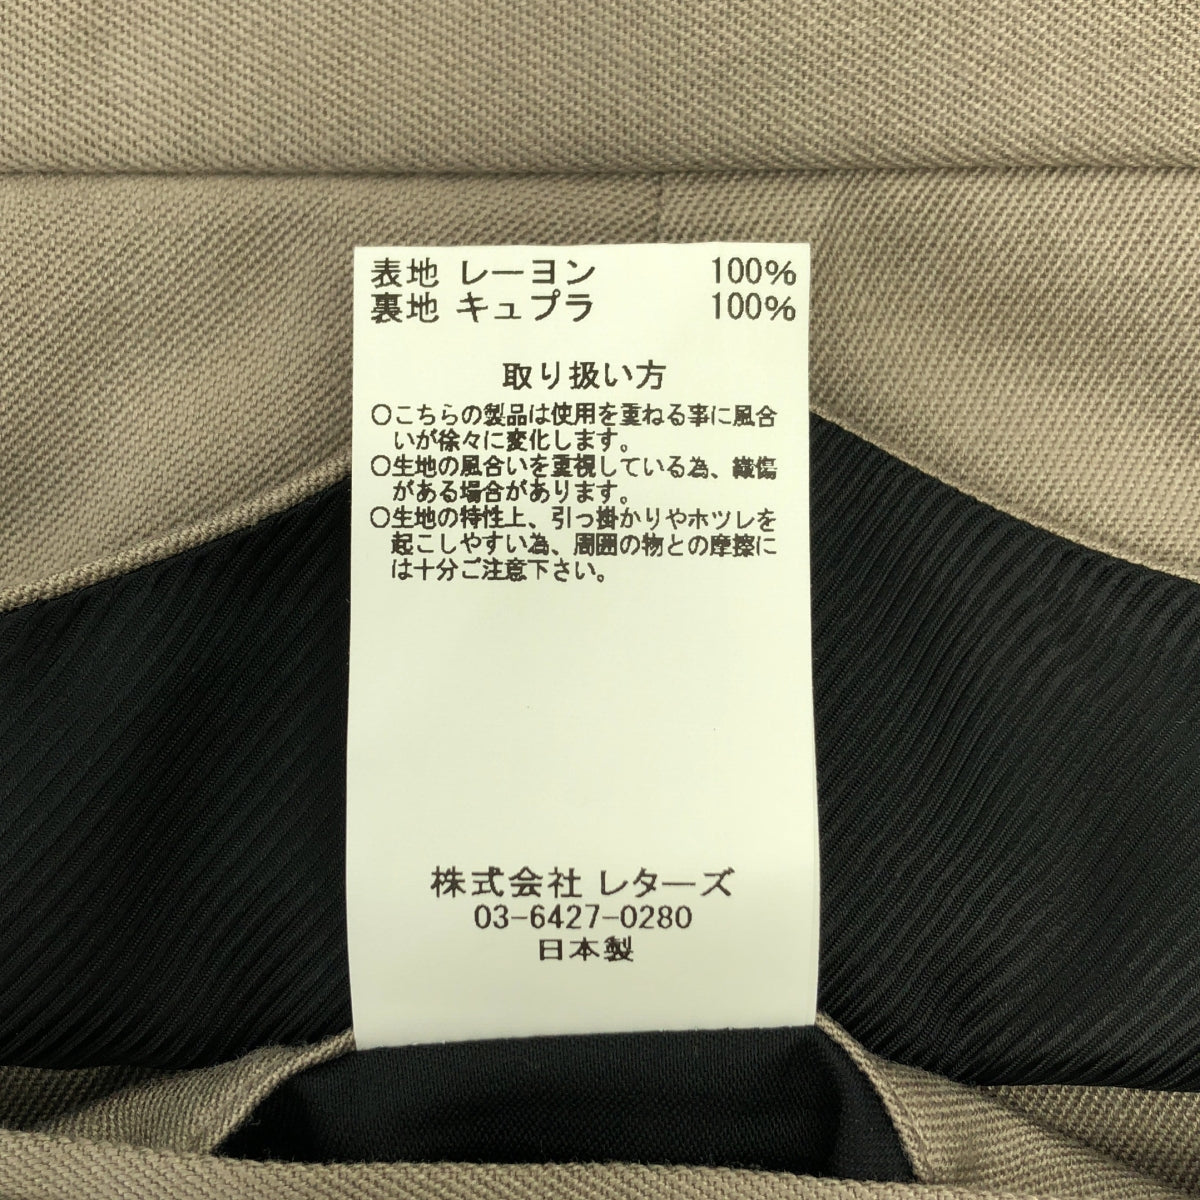 表地 レーヨン 100%
裏地 キュプラ 100%
取り扱い方
○こちらの製品は使用を重ねる事に風合
いが徐々に変化します。
○生地の風合いを重視している為、織傷
がある場合があります。
○生地の特性上、引っ掛かりやホツレを
起こしやすい為、周囲の物との摩擦に
は十分ご注意下さい。
株式会社 レターズ
03-6427-0280
日本製